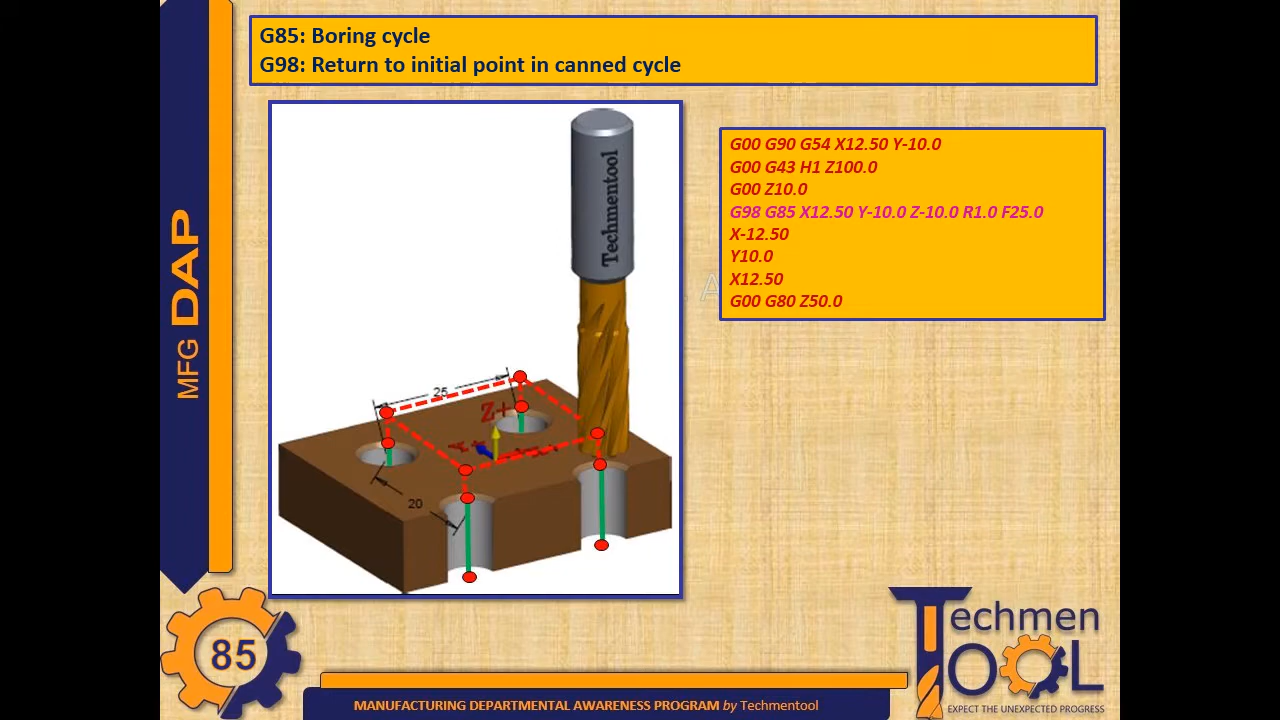 G85: Boring cycle
G98: Return to initial point in canned cycle
G00 G90 G54 X12.50 Y-10.0
G00 G43 H1 Z100.0
G00 Z10.0
G98 G85 X12.50 Y-10.0 Z-10.0 R1.0 F25.0
X-12.50
Y10.0
X12.50
G00 G80 Z50.0
Techmentool
25
Z+
20
MFG DAP
85
Techmen
TOOL
EXPECT THE UNEXPECTED PROGRESS
MANUFACTURING DEPARTMENTAL AWARENESS PROGRAM by Techmentool